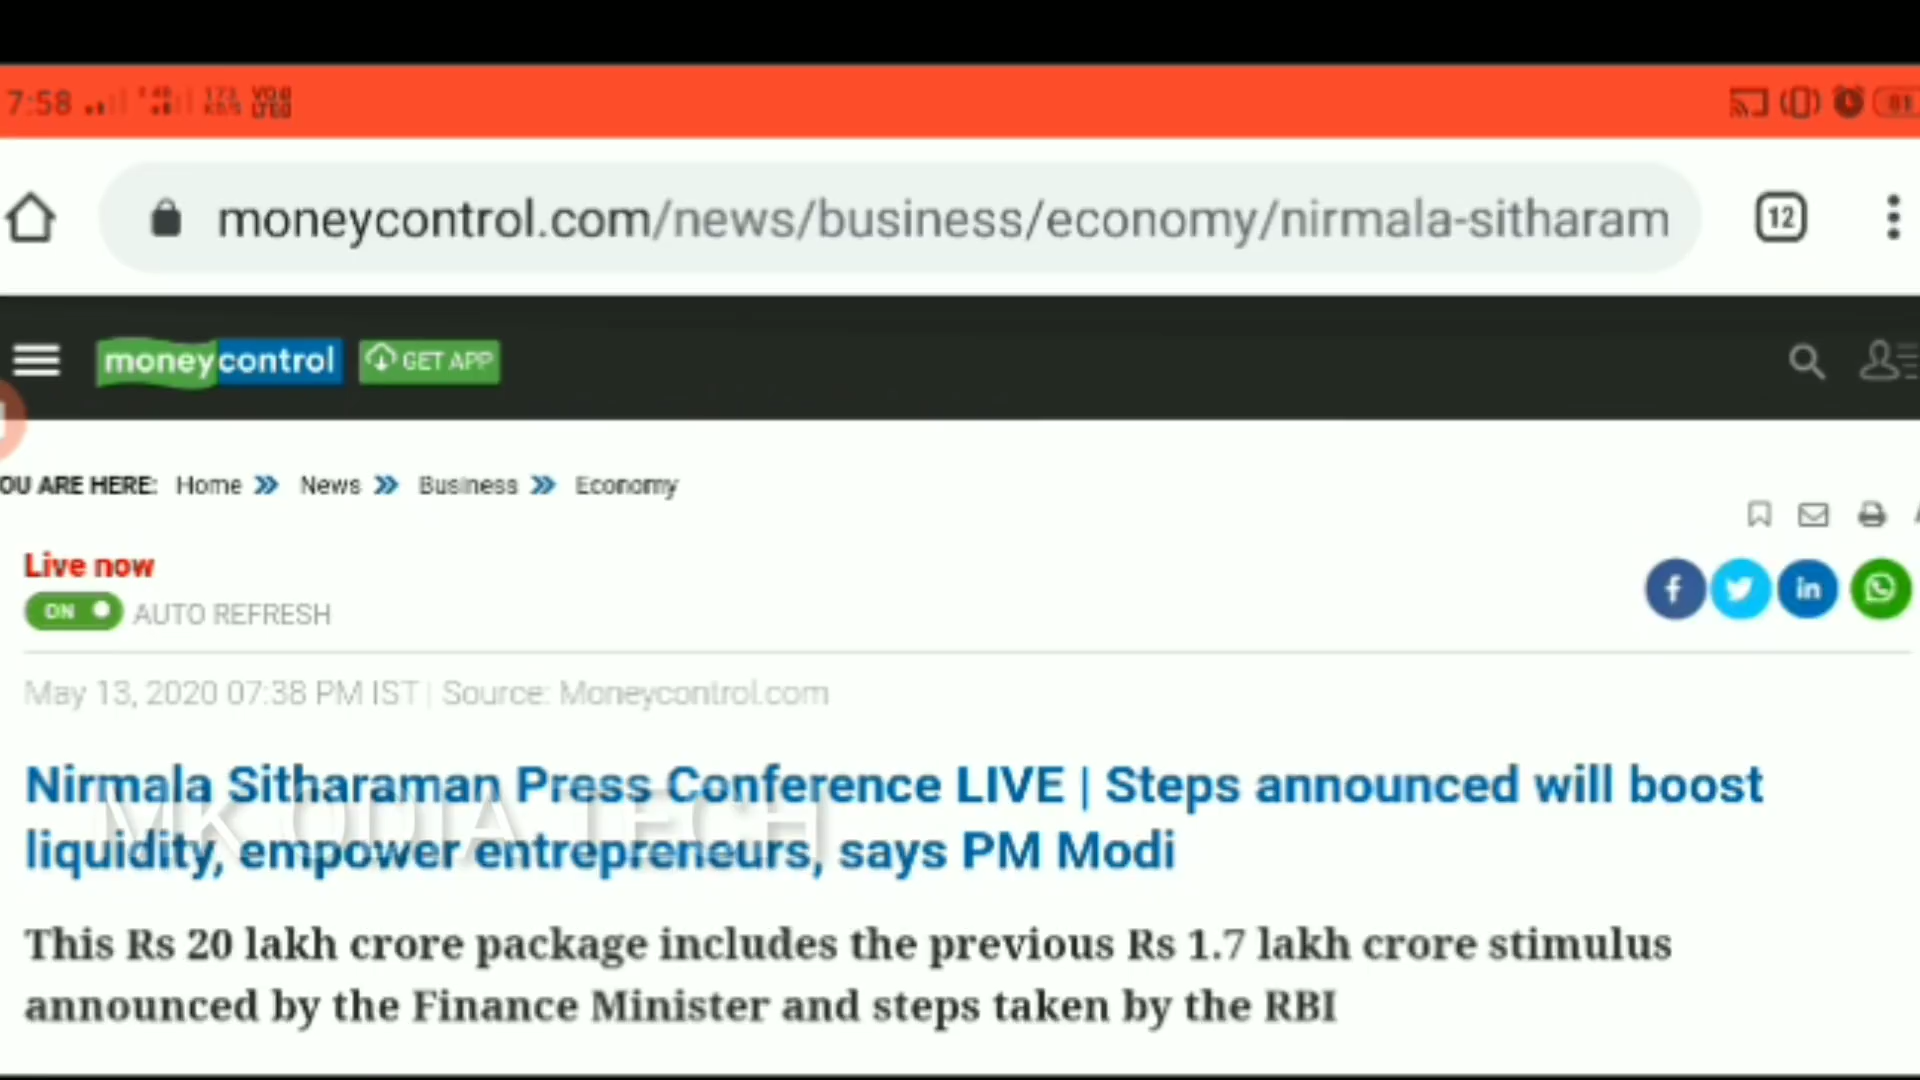 7:58
moneycontrol.com/news/business/economy/nirmala-sitharam
12
moneycontrol GET APP
OU ARE HERE: Home News Business Economy
Live now
ON AUTO REFRESH
May 13, 2020 07:38 PM IST | Source: Moneycontrol.com
Nirmala Sitharaman Press Conference LIVE | Steps announced will boost
MK ODIA TECH
liquidity, empower entrepreneurs, says PM Modi
This Rs 20 lakh crore package includes the previous Rs 1.7 lakh crore stimulus
announced by the Finance Minister and steps taken by the RBI